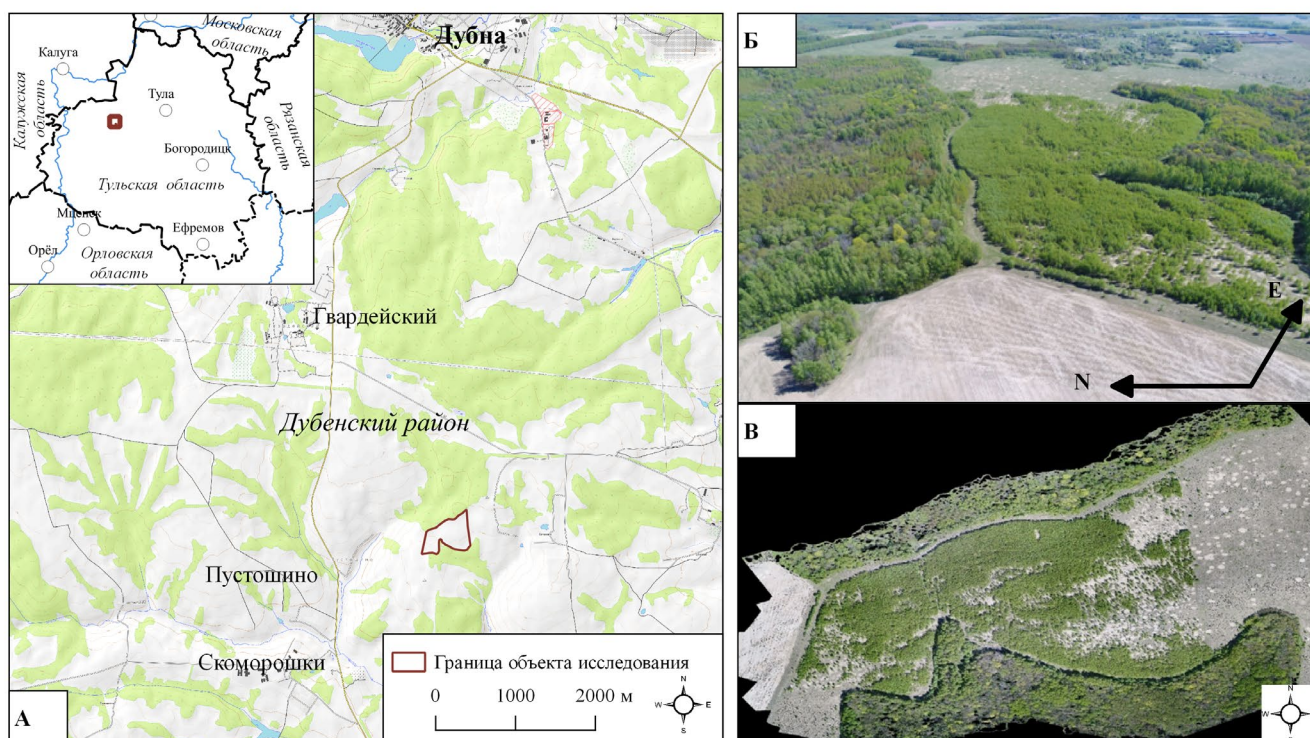 Московская
область
Калуга
Калужская
область
Тула
Рязанская
область
Богородицк
Тульская область
Мценск
Ефремов
Орёл
Орловская
область
Дубна
Гвардейский
Дубенский район
Пустошино
Скоморошки
Граница объекта исследования
0 1000 2000 м
N
W E
S
А
Б
E
N
В
N
W E
S